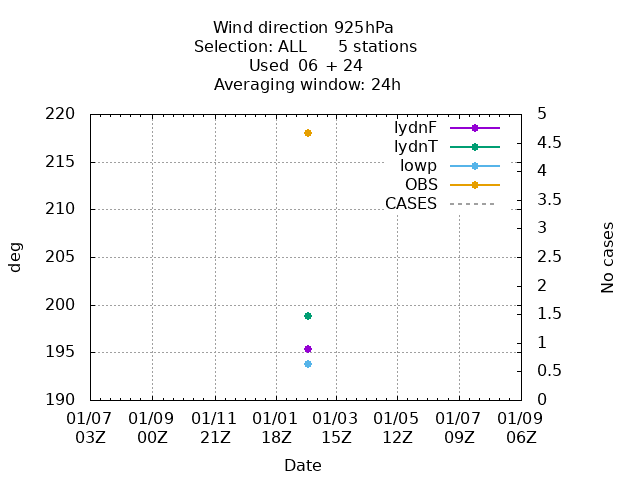 Wind direction 925hPa
Selection: ALL      5 stations
Used  06 + 24
Averaging window: 24h
220
215
210
205
200
195
190
deg
5
4.5
4
3.5
3
2.5
2
1.5
1
0.5
0
No cases
lydnF
lydnT
lowp
OBS
CASES
01/07 01/09 01/11 01/01 01/03 01/05 01/07 01/09
03Z 00Z 21Z 18Z 15Z 12Z 09Z 06Z
Date